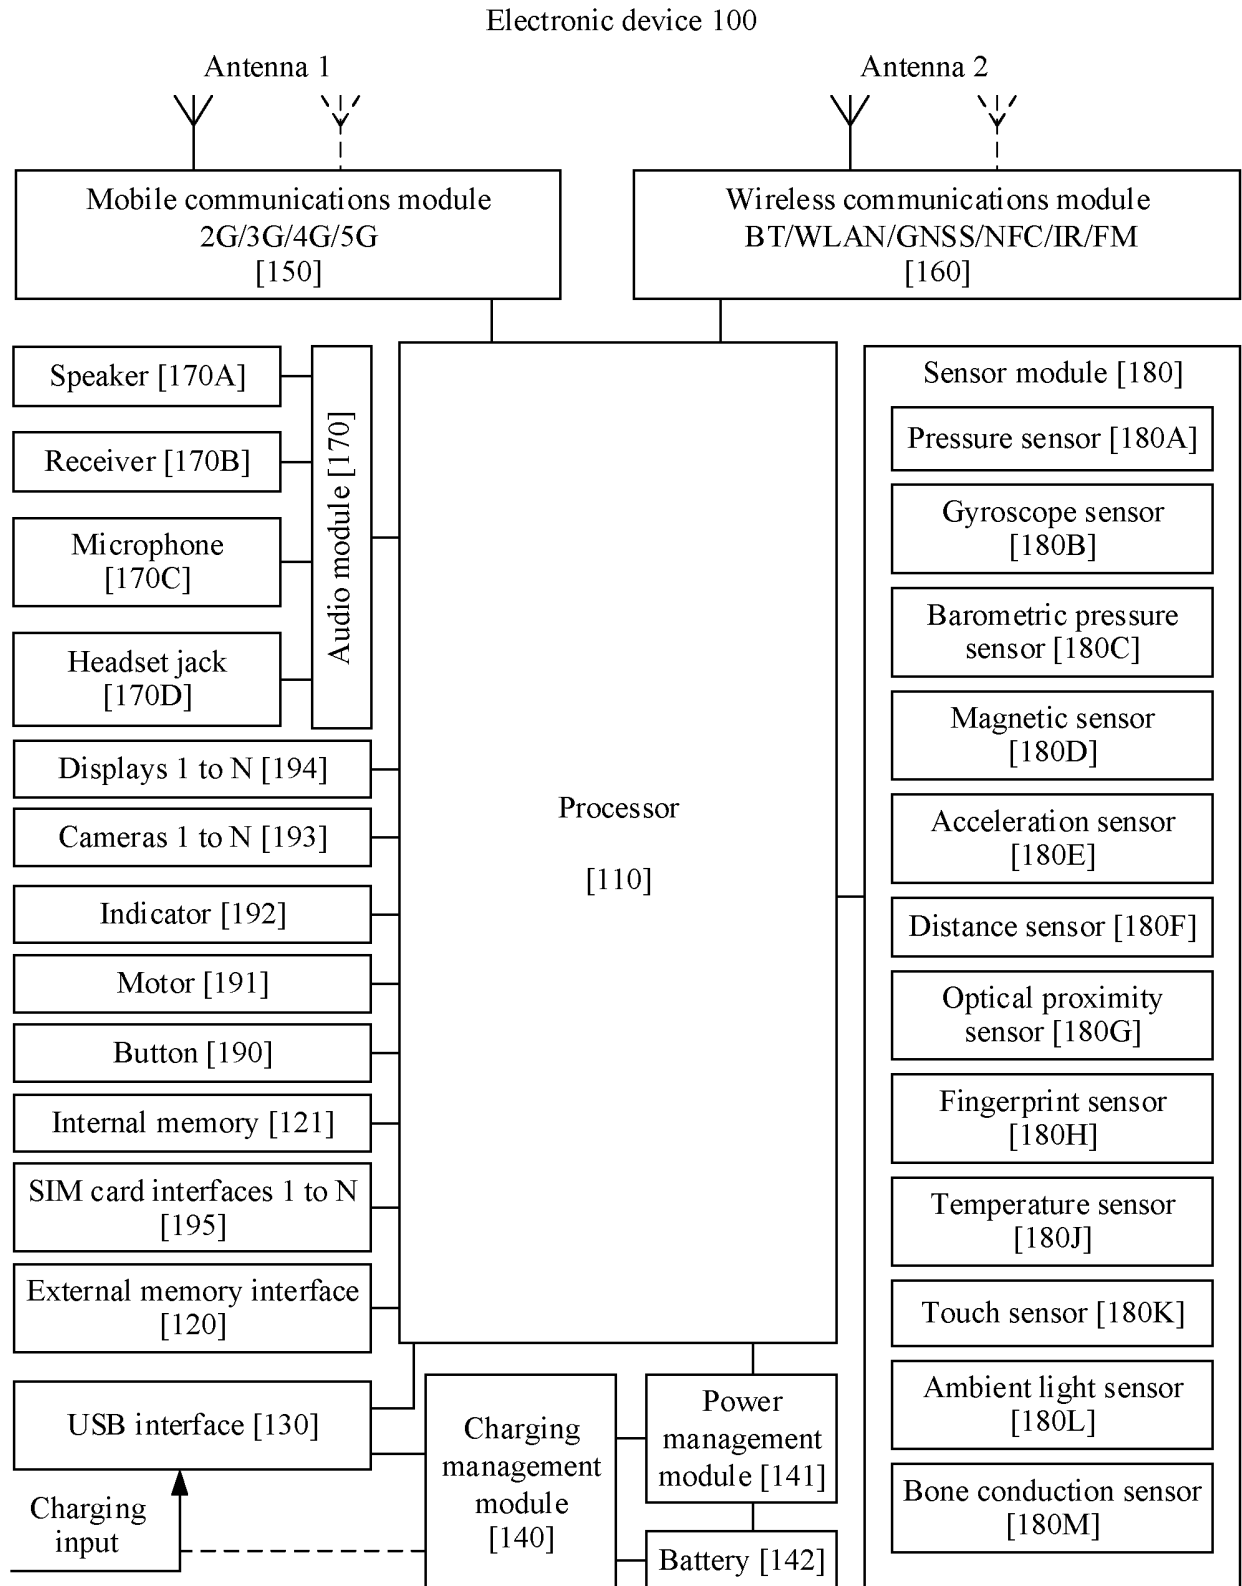 Electronic device 100
Antenna 1
Antenna 2
Mobile communications module
2G/3G/4G/5G
[150]
Wireless communications module
BT/WLAN/GNSS/NFC/IR/FM
[160]
Speaker [170A]
Receiver [170B]
Microphone
[170C]
Headset jack
[170D]
Audio module [170]
Displays 1 to N [194]
Cameras 1 to N [193]
Indicator [192]
Motor [191]
Button [190]
Internal memory [121]
SIM card interfaces 1 to N
[195]
External memory interface
[120]
USB interface [130]
Charging
input
Processor
[110]
Charging
management
module
[140]
Power
management
module [141]
Battery [142]
Sensor module [180]
Pressure sensor [180A]
Gyroscope sensor
[180B]
Barometric pressure
sensor [180C]
Magnetic sensor
[180D]
Acceleration sensor
[180E]
Distance sensor [180F]
Optical proximity
sensor [180G]
Fingerprint sensor
[180H]
Temperature sensor
[180J]
Touch sensor [180K]
Ambient light sensor
[180L]
Bone conduction sensor
[180M]